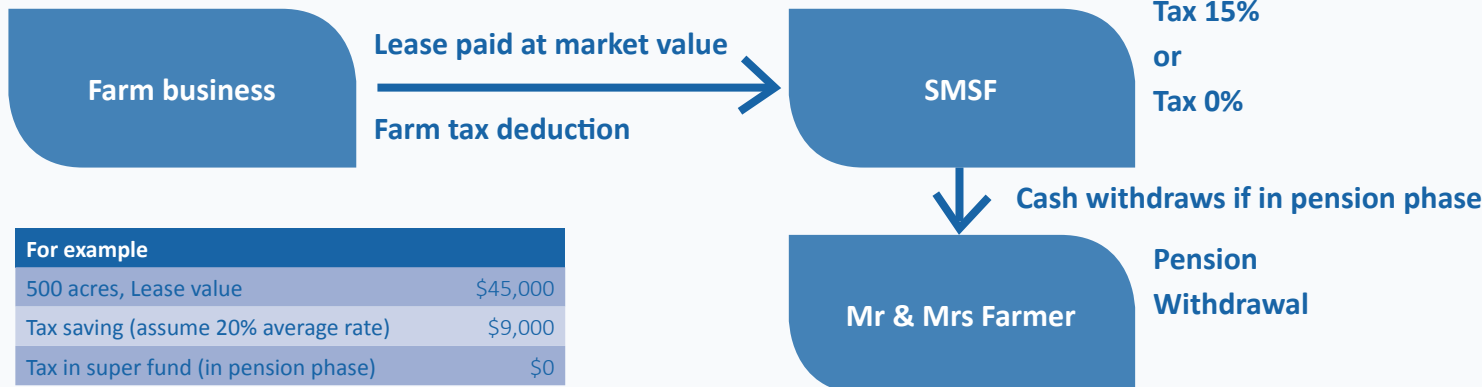 Farm business
Lease paid at market value
Farm tax deduction
SMSF
Tax 15%
or
Tax 0%
Cash withdraws if in pension phase
Mr & Mrs Farmer
Pension
Withdrawal
For example
500 acres, Lease value $45,000
Tax saving (assume 20% average rate) $9,000
Tax in super fund (in pension phase) $0